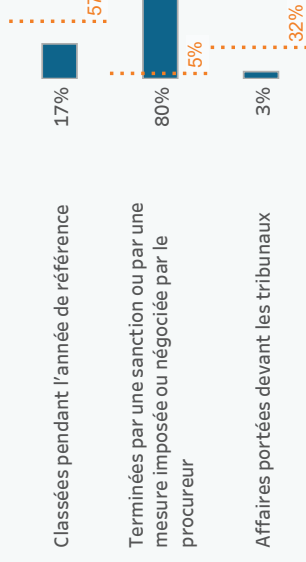 Classées pendant l'année de référence
17%
57
Terminées par une sanction ou par une
mesure imposée ou négociée par le
procureur
80%
5%
Affaires portées devant les tribunaux
3%
32%